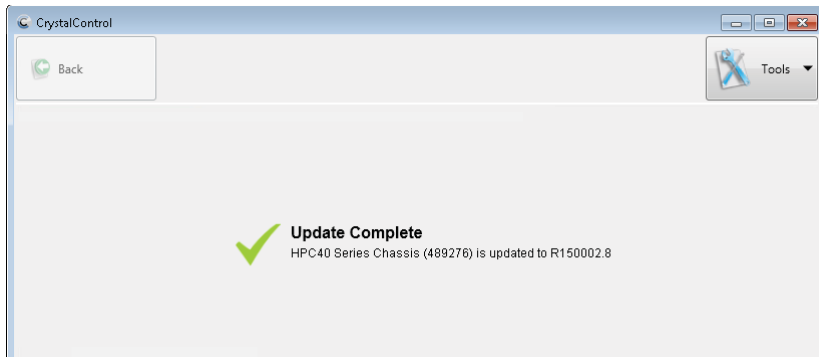 CrystalControl
Back
Tools
Update Complete
HPC40 Series Chassis (489276) is updated to R150002.8